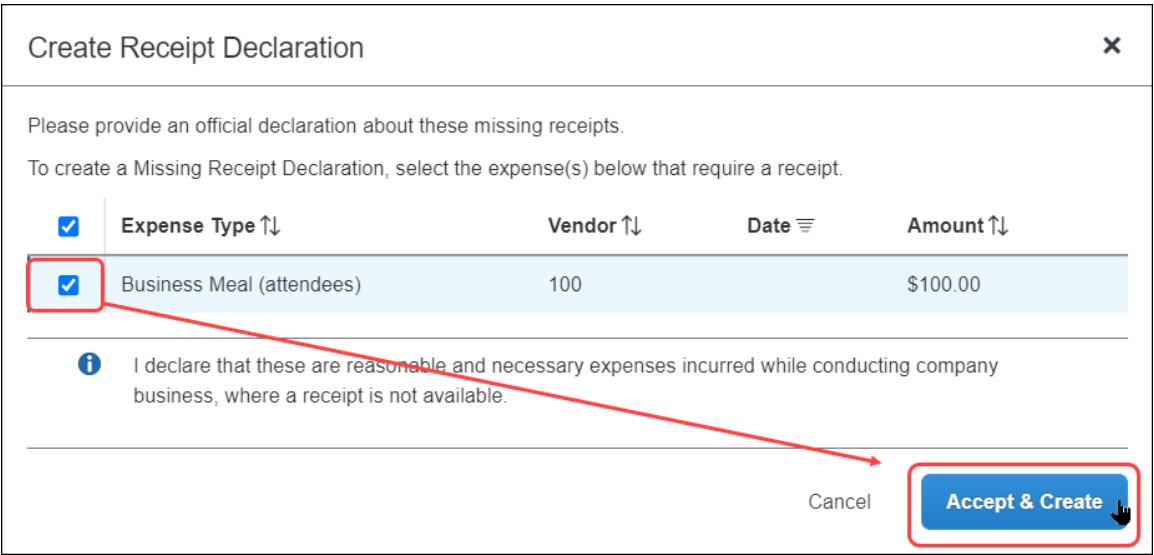 Create Receipt Declaration
Please provide an official declaration about these missing receipts.
To create a Missing Receipt Declaration, select the expense(s) below that require a receipt.
Expense Type Vendor Date Amount
Business Meal (attendees) 100 $100.00
I declare that these are reasonable and necessary expenses incurred while conducting company
business, where a receipt is not available.
Cancel Accept & Create